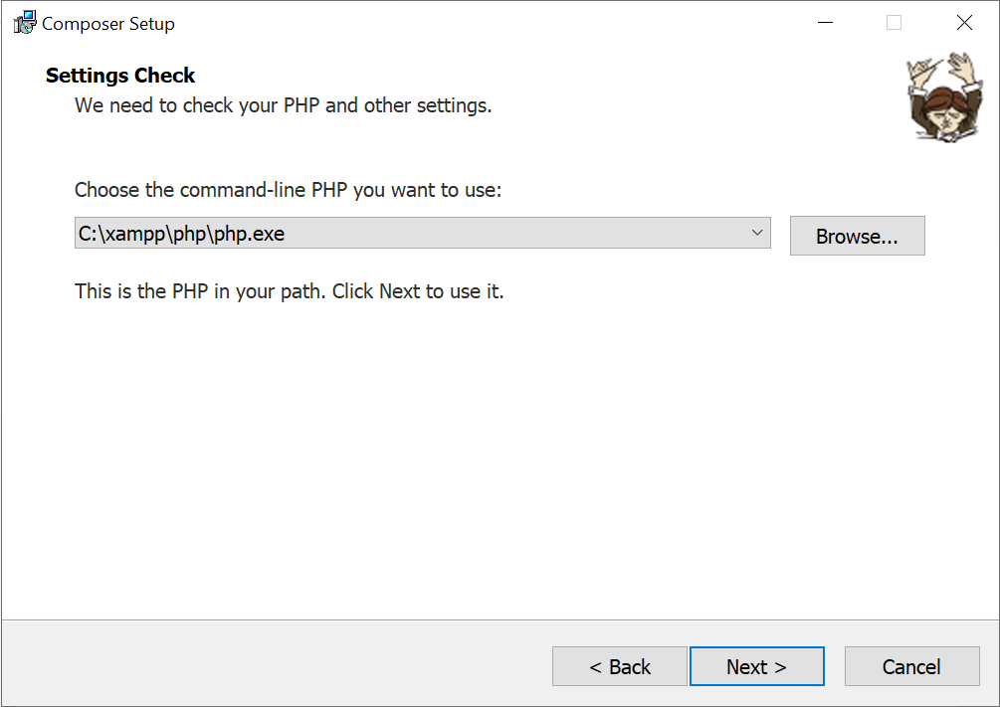 Composer Setup
Settings Check
We need to check your PHP and other settings.
Choose the command-line PHP you want to use:
C:\xampp\php\php.exe
Browse...
This is the PHP in your path. Click Next to use it.
< Back
Next >
Cancel